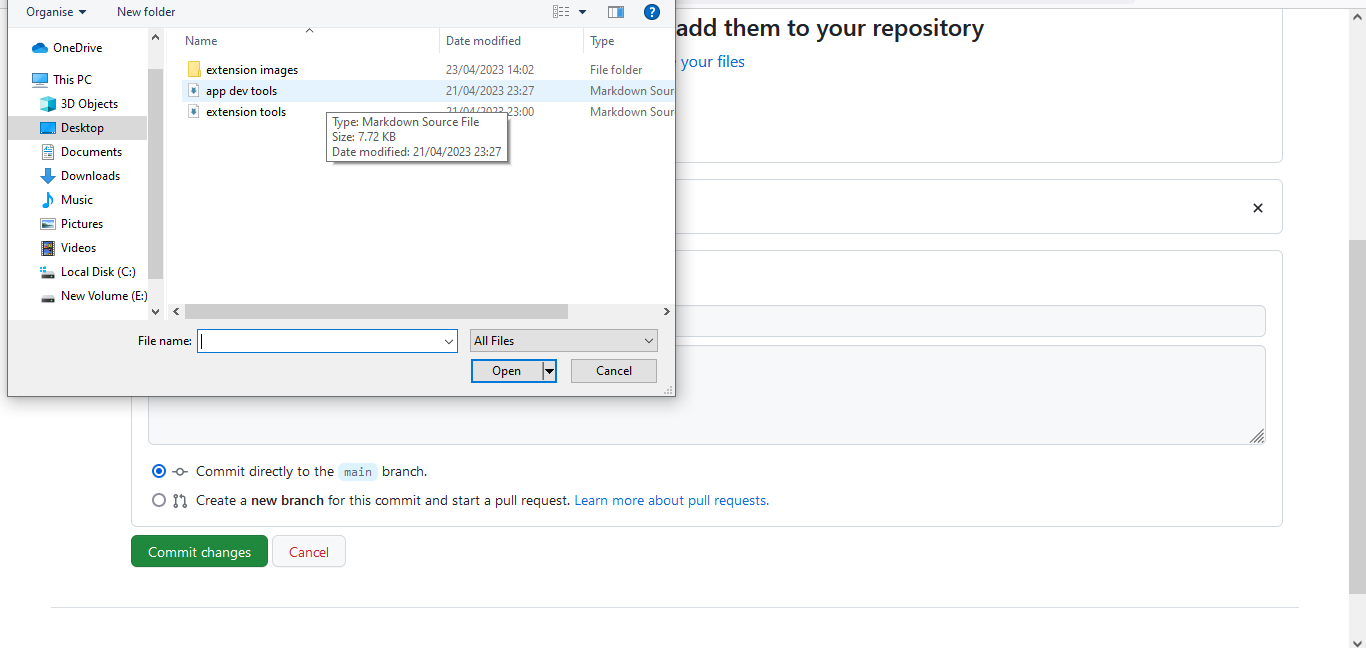 Organise New folder
?
OneDrive
This PC
3D Objects
Desktop
Documents
Downloads
Music
Pictures
Videos
Local Disk (C:)
New Volume (E:)
Name Date modified Type
extension images 23/04/2023 14:02 File folder
app dev tools 21/04/2023 23:27 Markdown Sour
extension tools 21/04/2023 23:00 Markdown Sour
Type: Markdown Source File
Size: 7.72 KB
Date modified: 21/04/2023 23:27
File name: All Files
Open Cancel
add them to your repository
your files
Commit directly to the main branch.
Create a new branch for this commit and start a pull request. Learn more about pull requests.
Commit changes Cancel